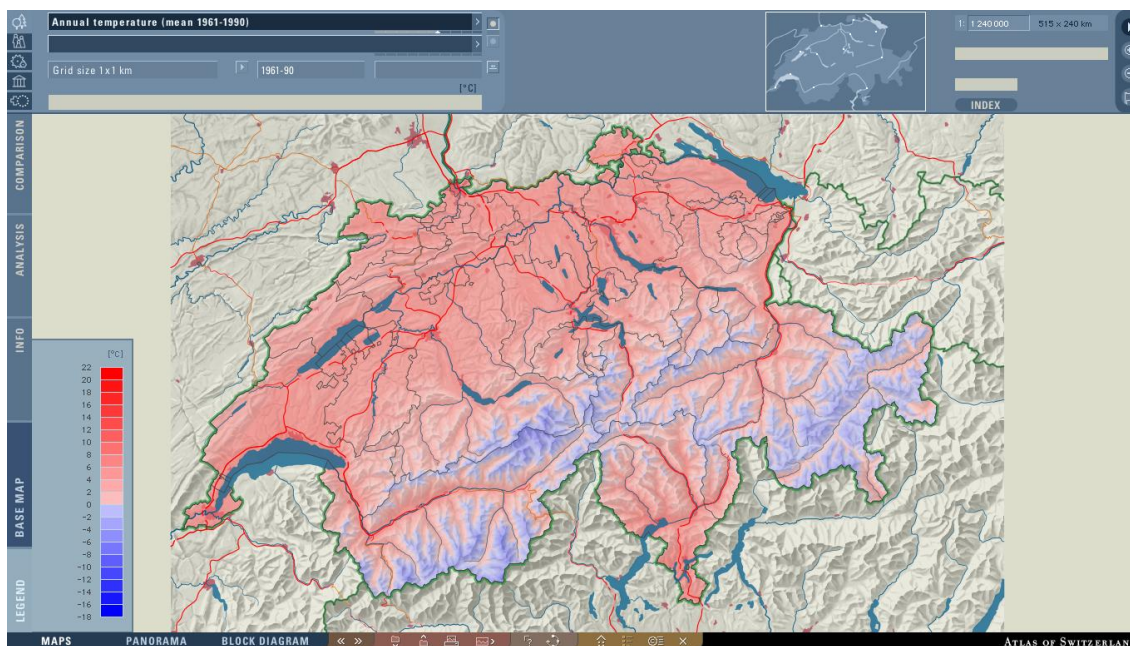 Annual temperature (mean 1961-1990)
Grid size 1x1 km
1961-90
[°C]
1: 1 240 000
515 x 240 km
INDEX
COMPARISON
ANALYSIS
INFO
BASE MAP
LEGEND
[°C]
22
20
18
16
14
12
10
8
6
4
2
0
-2
-4
-6
-8
-10
-12
-14
-16
-18
MAPS
PANORAMA
BLOCK DIAGRAM
ATLAS OF SWITZERLAN